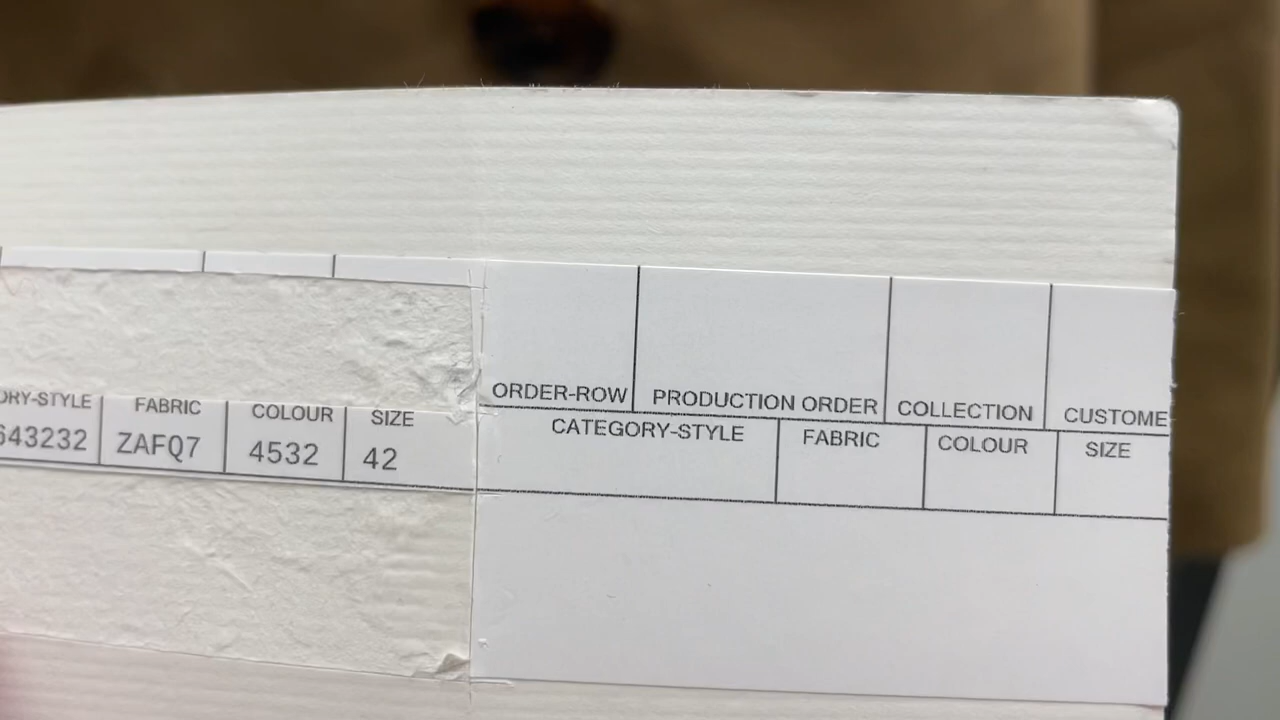 ORDER-ROW PRODUCTION ORDER COLLECTION CUSTOME
ORY-STYLE FABRIC COLOUR SIZE
643232 ZAFQ7 4532 42
CATEGORY-STYLE FABRIC COLOUR SIZE